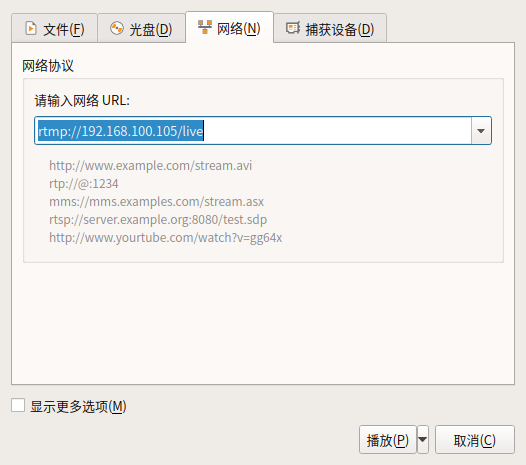 文件(F) 光盘(D) 网络(N) 捕获设备(D)
网络协议
请输入网络 URL:
rtmp://192.168.100.105/live
http://www.example.com/stream.avi
rtp://@:1234
mms://mms.examples.com/stream.asx
rtsp://server.example.org:8080/test.sdp
http://www.yourtube.com/watch?v=gg64x
显示更多选项(M)
播放(P) 取消(C)